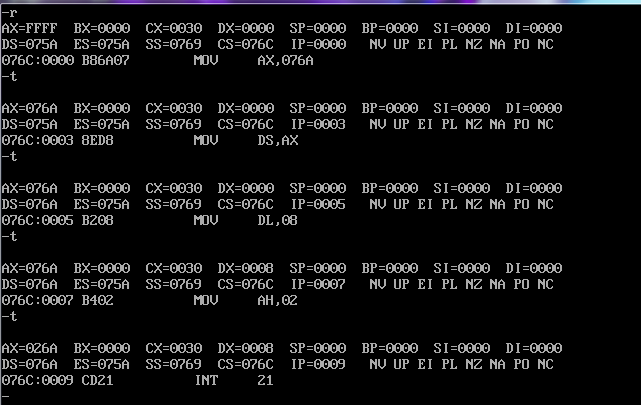 -r
AX=FFFF  BX=0000  CX=0030  DX=0000  SP=0000  BP=0000  SI=0000  DI=0000
DS=075A  ES=075A  SS=0769  CS=076C  IP=0000   NV UP EI PL NZ NA PO NC
076C:0000 B86A07        MOV     AX,076A
-t
AX=076A  BX=0000  CX=0030  DX=0000  SP=0000  BP=0000  SI=0000  DI=0000
DS=075A  ES=075A  SS=0769  CS=076C  IP=0003   NV UP EI PL NZ NA PO NC
076C:0003 8ED8          MOV     DS,AX
-t
AX=076A  BX=0000  CX=0030  DX=0000  SP=0000  BP=0000  SI=0000  DI=0000
DS=076A  ES=075A  SS=0769  CS=076C  IP=0005   NV UP EI PL NZ NA PO NC
076C:0005 B208          MOV     DL,08
-t
AX=076A  BX=0000  CX=0030  DX=0008  SP=0000  BP=0000  SI=0000  DI=0000
DS=076A  ES=075A  SS=0769  CS=076C  IP=0007   NV UP EI PL NZ NA PO NC
076C:0007 B402          MOV     AH,02
-t
AX=026A  BX=0000  CX=0030  DX=0008  SP=0000  BP=0000  SI=0000  DI=0000
DS=076A  ES=075A  SS=0769  CS=076C  IP=0009   NV UP EI PL NZ NA PO NC
076C:0009 CD21          INT     21
-